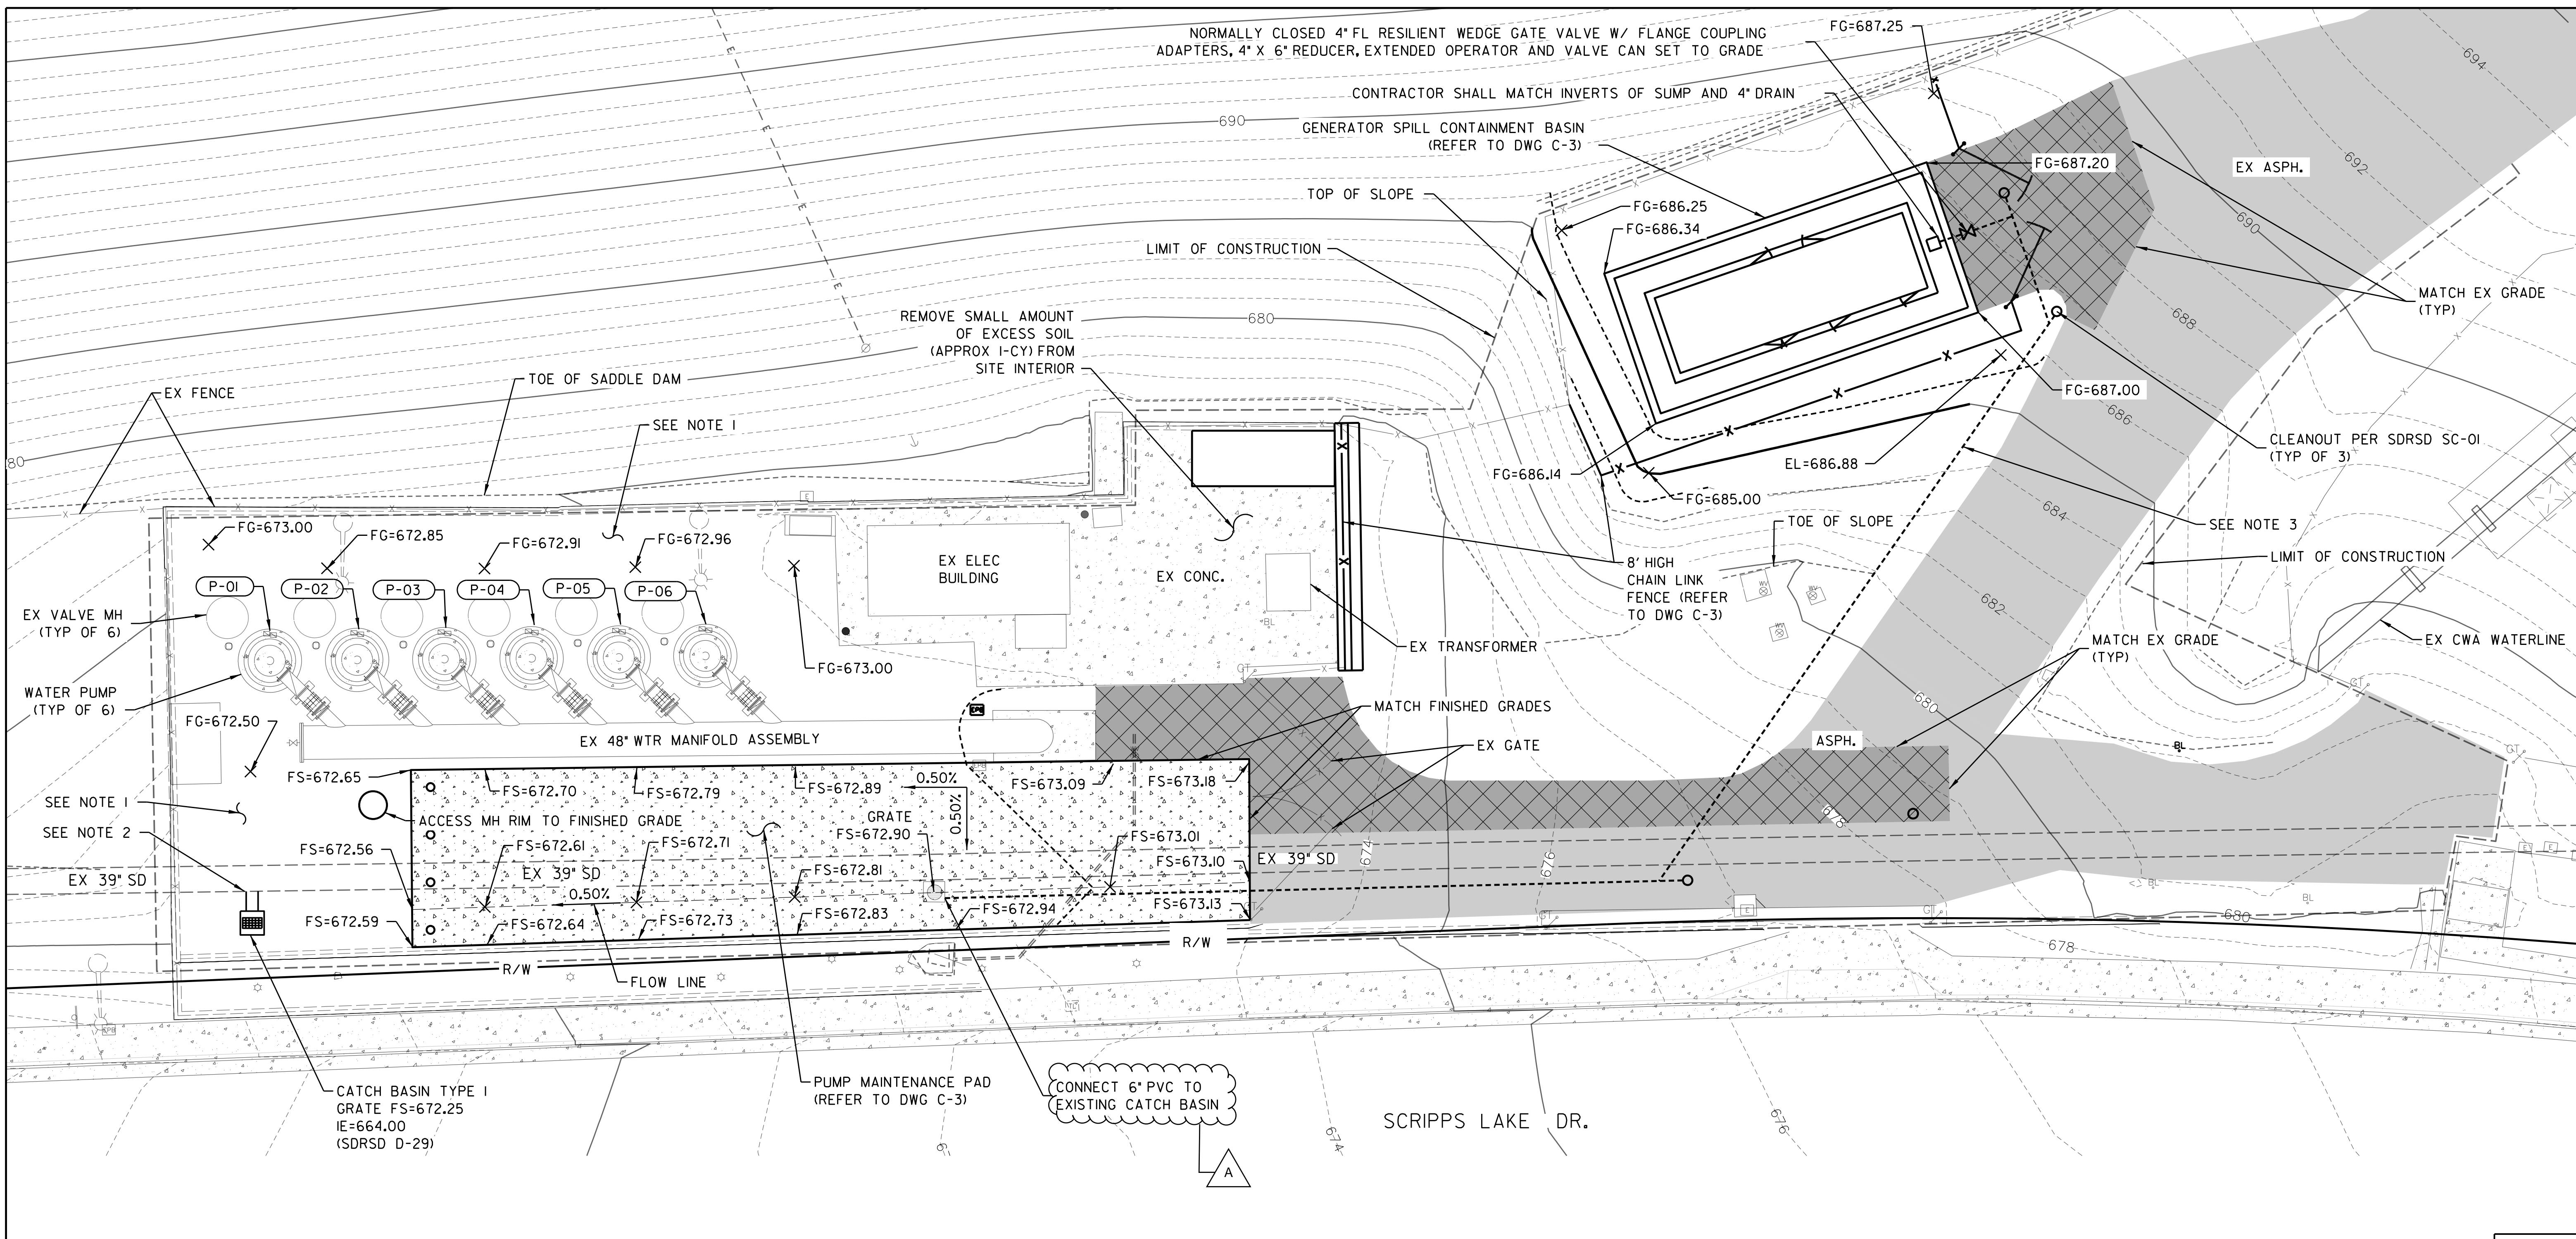 NORMALLY CLOSED 4" FL RESILIENT WEDGE GATE VALVE W/ FLANGE COUPLING
ADAPTERS, 4" X 6" REDUCER, EXTENDED OPERATOR AND VALVE CAN SET TO GRADE
FG=687.25
CONTRACTOR SHALL MATCH INVERTS OF SUMP AND 4" DRAIN
GENERATOR SPILL CONTAINMENT BASIN
(REFER TO DWG C-3)
694
690
FG=687.20
EX ASPH.
692
TOP OF SLOPE
FG=686.25
FG=686.34
690
LIMIT OF CONSTRUCTION
E
E
E
E
MATCH EX GRADE
(TYP)
688
REMOVE SMALL AMOUNT
OF EXCESS SOIL
(APPROX 1-CY) FROM
SITE INTERIOR
680
TOE OF SADDLE DAM
EX FENCE
FG=687.00
686
SEE NOTE 1
CLEANOUT PER SDRSD SC-01
(TYP OF 3)
80
FG=686.14
EL=686.88
FG=685.00
684
TOE OF SLOPE
SEE NOTE 3
E
FG=673.00
FG=672.85
FG=672.91
FG=672.96
EX ELEC
BUILDING
EX CONC.
8' HIGH
CHAIN LINK
FENCE (REFER
TO DWG C-3)
LIMIT OF CONSTRUCTION
P-01
P-02
P-03
P-04
P-05
P-06
682
EX VALVE MH
(TYP OF 6)
BL
MATCH EX GRADE
(TYP)
EX CWA WATERLINE
EX TRANSFORMER
FG=673.00
GT
GT
WATER PUMP
(TYP OF 6)
680
MATCH FINISHED GRADES
FG=672.50
EX 48" WTR MANIFOLD ASSEMBLY
EX GATE
ASPH.
BL
GT
FS=672.65
FS=672.70
FS=672.79
FS=672.89
0.50%
0.50%
FS=673.09
FS=673.18
SEE NOTE 1
ACCESS MH RIM TO FINISHED GRADE
GRATE
FS=672.90
678
SEE NOTE 2
FS=673.01
FS=672.56
FS=672.61
FS=672.71
674
676
EX 39" SD
EX 39" SD
FS=672.81
FS=673.10
EX 39" SD
E
E
0.50%
BL
BL
FS=672.59
FS=672.64
FS=672.73
FS=672.83
FS=672.94
FS=673.13
GT
E
GT
680
R/W
R/W
678
FLOW LINE
CATCH BASIN TYPE 1
GRATE FS=672.25
IE=664.00
(SDRSD D-29)
PUMP MAINTENANCE PAD
(REFER TO DWG C-3)
CONNECT 6" PVC TO
EXISTING CATCH BASIN
SCRIPPS LAKE DR.
674
676
A